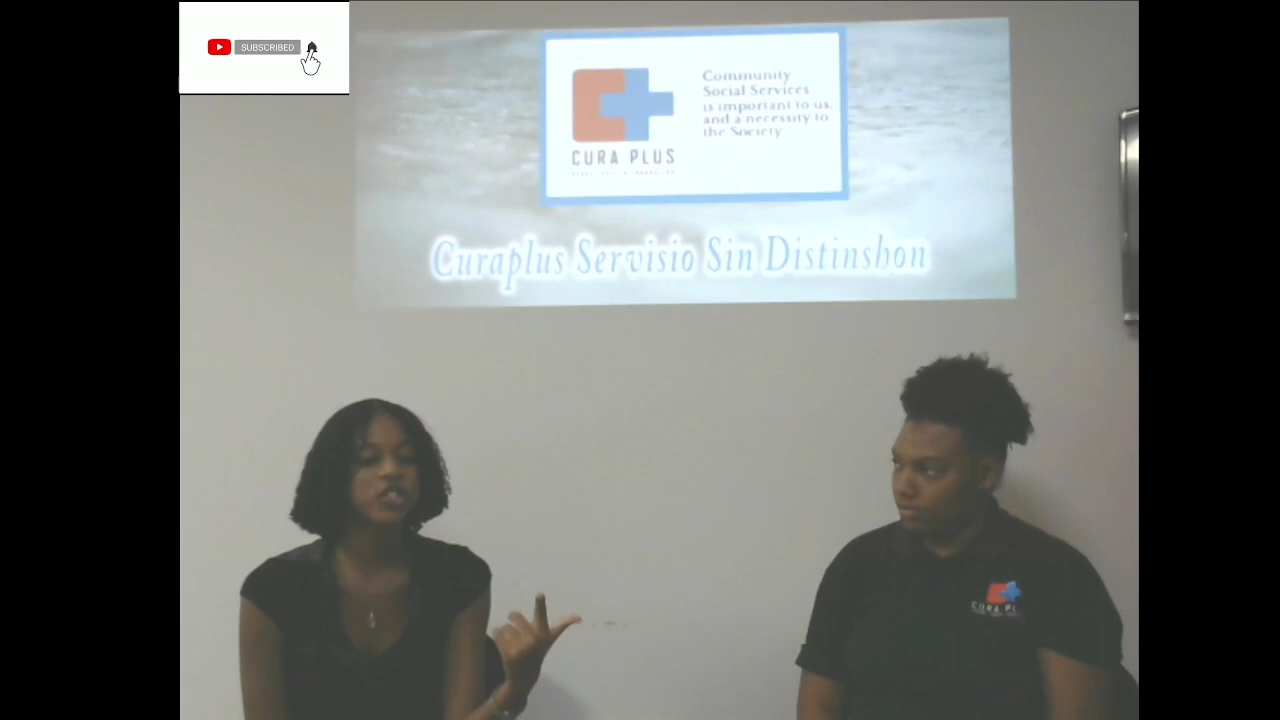 SUBSCRIBED
Community
Social Services
is important to us,
and a necessity to
the Society
CURA PLUS
Curaplus Servisio Sin Distinshon
CURA PL